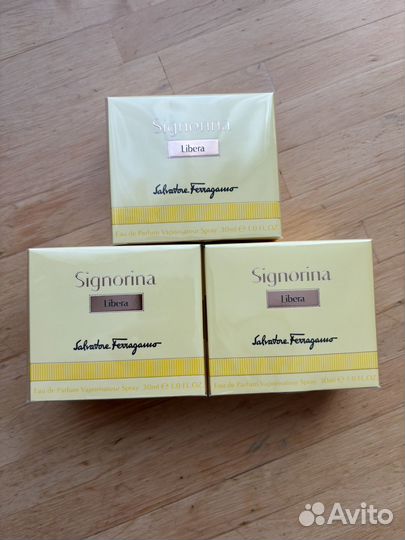 Signorina
Libera
Salvatore Ferragamo
Eau de Parfum Vaporisateur Spray 30ml ℮ 1.0 FL.OZ
Signorina
Libera
Salvatore Ferragamo
Eau de Parfum Vaporisateur Spray 30ml ℮ 1.0 FL.OZ
Signorina
Libera
Salvatore Ferragamo
Eau de Parfum Vaporisateur Spray 30ml ℮ 1.0 FL.OZ
Avito